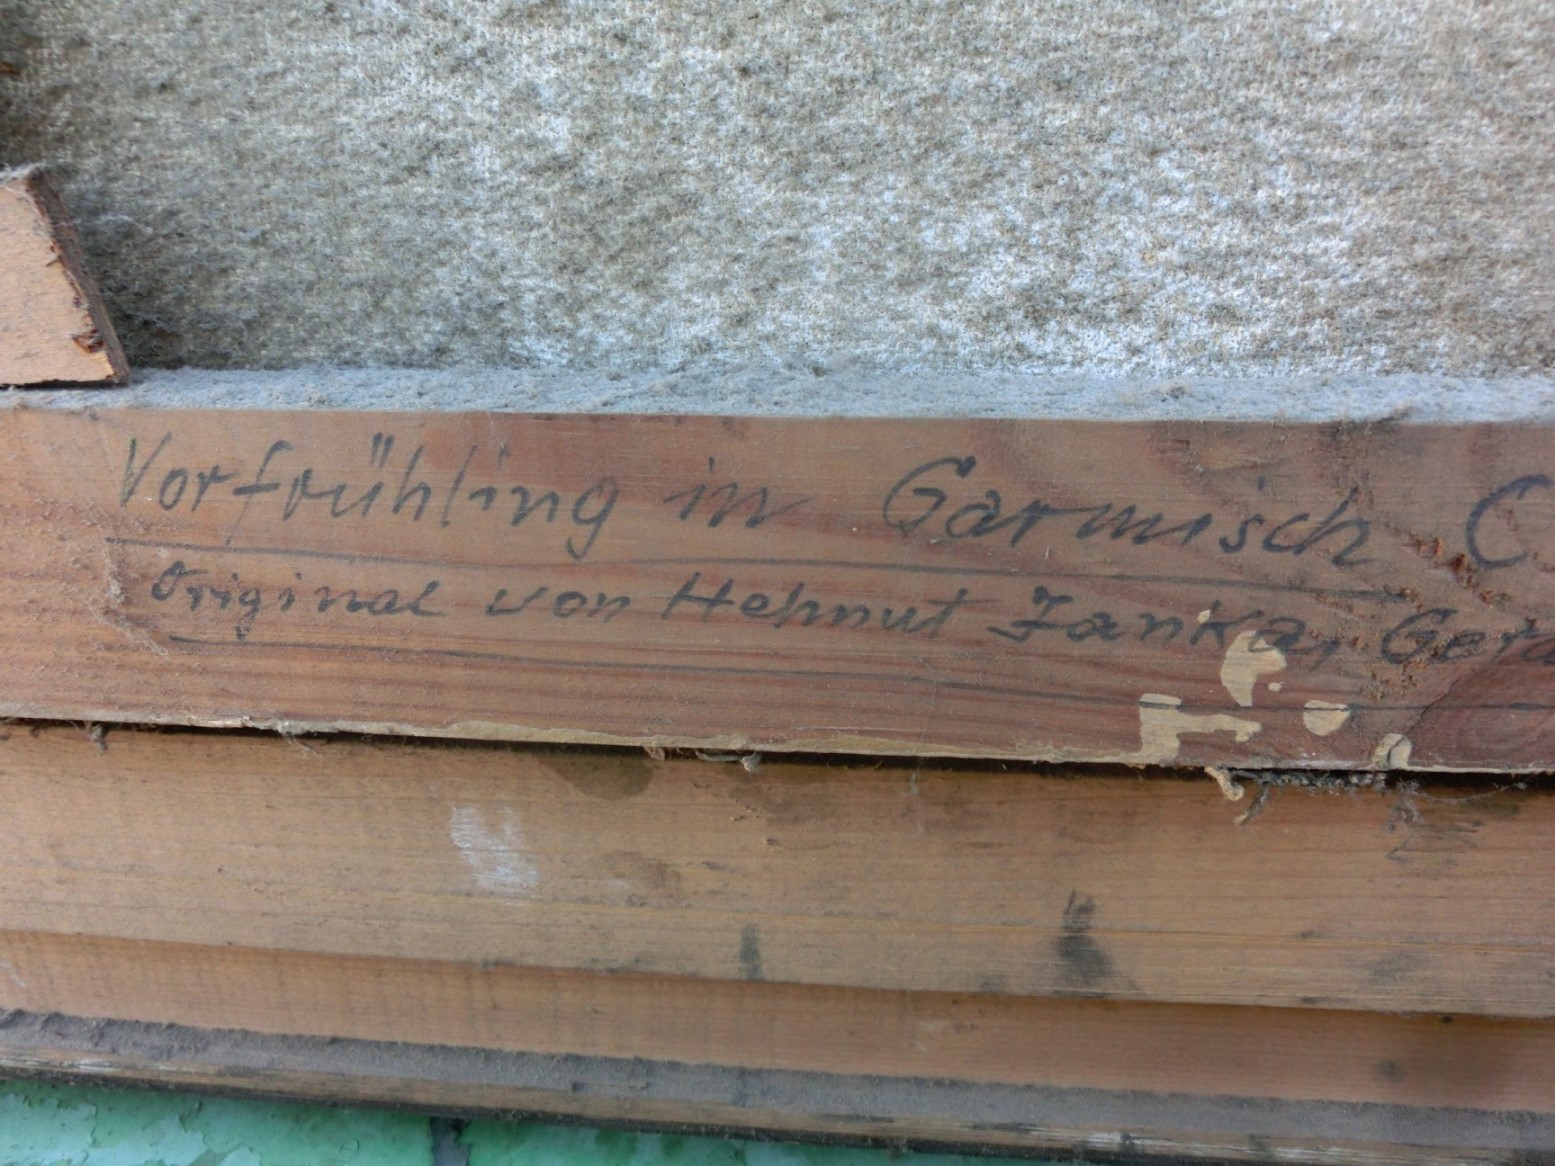 Vorfrühling in Garmisch
Original von Helmut Janka, Gera